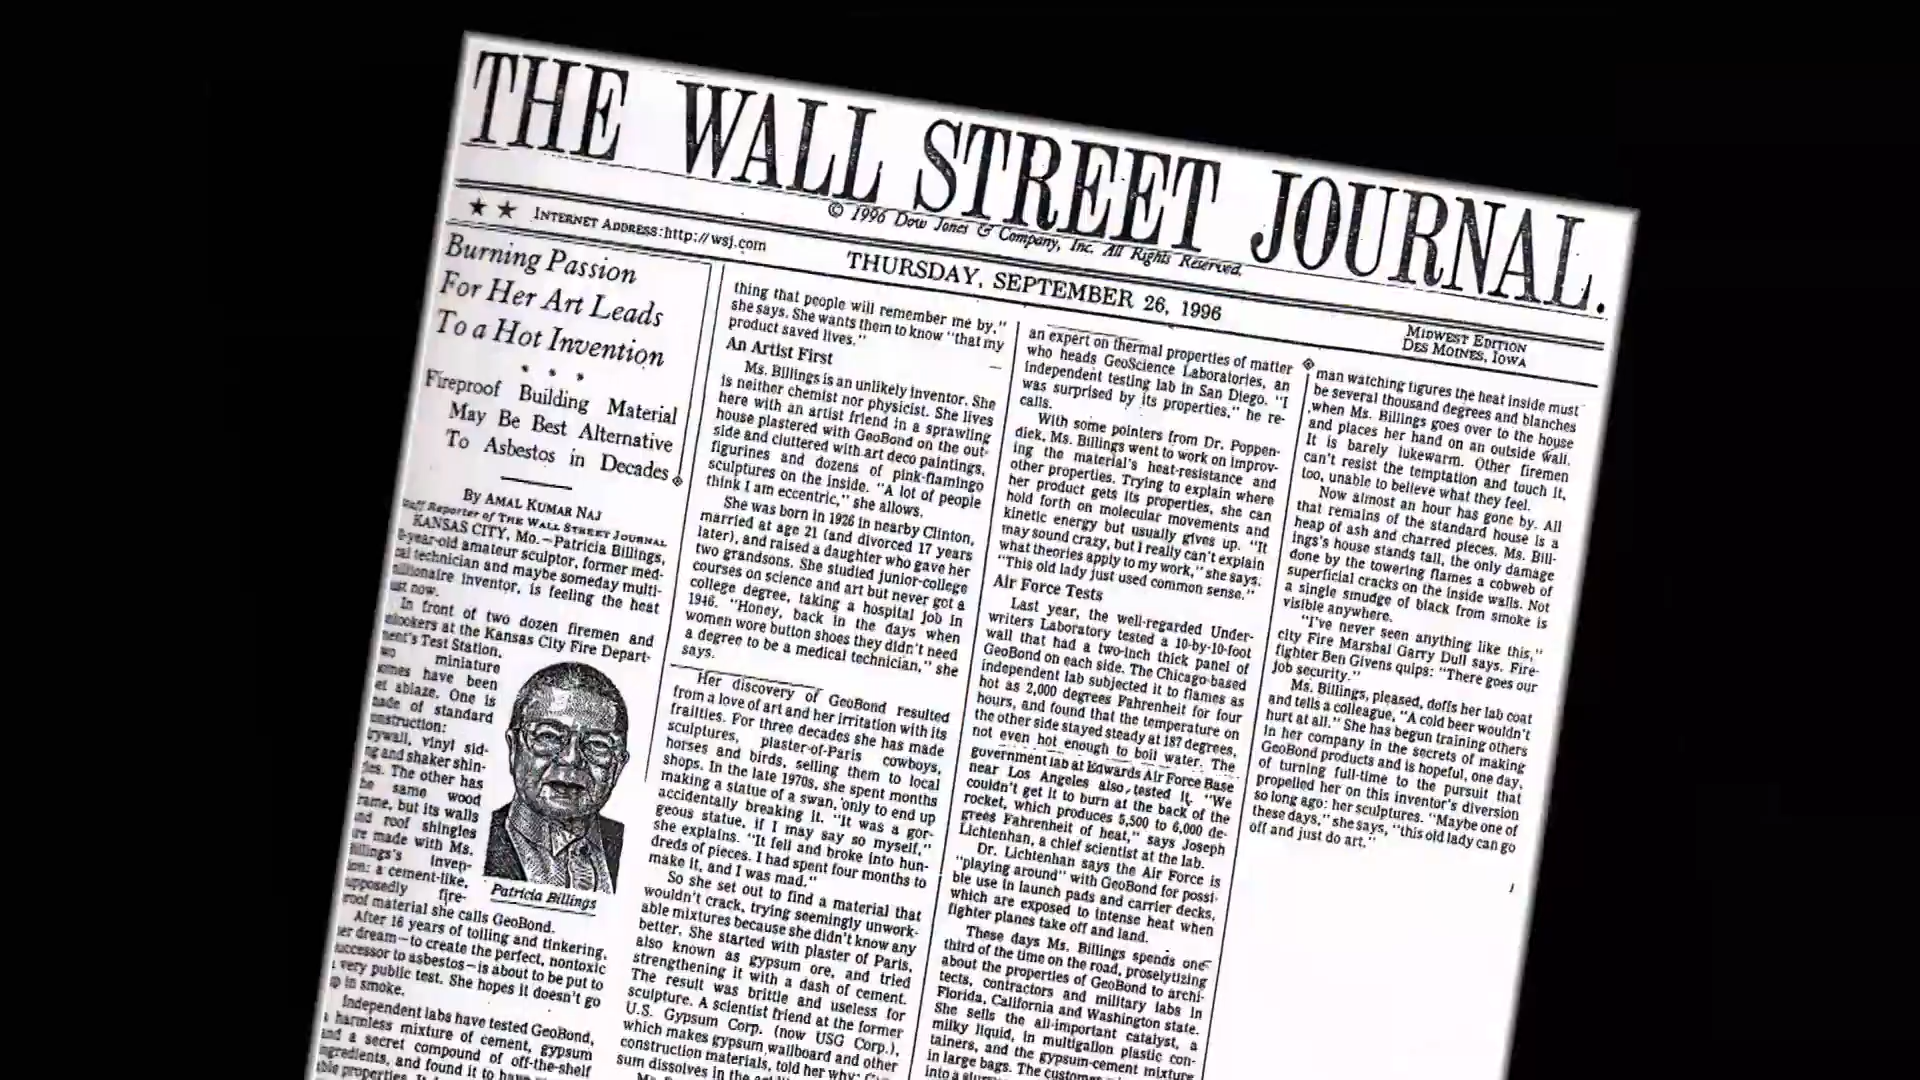 THE WALL STREET JOURNAL.
© 1996 Dow Jones & Company, Inc. All Rights Reserved.
★★ INTERNET ADDRESS:http://wsj.com
THURSDAY, SEPTEMBER 26, 1996
MIDWEST EDITION
DES MOINES, IOWA
Burning Passion
For Her Art Leads
To a Hot Invention
* * *
Fireproof Building Material
May Be Best Alternative
To Asbestos in Decades
By AMAL KUMAR NAJ
Reporter of THE WALL STREET JOURNAL
KANSAS CITY, Mo.—Patricia Billings,
-year-old amateur sculptor, former med-
cal technician and maybe someday multi-
millionaire inventor, is feeling the heat
ust now.
In front of two dozen firemen and
onlookers at the Kansas City Fire Depart-
ment's Test Station,
wo miniature
omes have been
et ablaze. One is
nade of standard
onstruction:
rywall, vinyl sid-
ng and shaker shin-
les. The other has
he same wood
rame, but its walls
nd roof shingles
re made with Ms.
illings's inven-
ion: a cement-like,
upposedly fire-
roof material she calls GeoBond.
After 16 years of toiling and tinkering,
er dream—to create the perfect, nontoxic
uccessor to asbestos—is about to be put to
very public test. She hopes it doesn't go
p in smoke.
Independent labs have tested GeoBond,
a harmless mixture of cement, gypsum
and a secret compound of off-the-shelf
ngredients, and found it to have
ble properties.
Patricia Billings
thing that people will remember me by,"
she says. She wants them to know "that my
product saved lives."
An Artist First
Ms. Billings is an unlikely inventor. She
is neither chemist nor physicist. She lives
here with an artist friend in a sprawling
house plastered with GeoBond on the out-
side and cluttered with art deco paintings,
figurines and dozens of pink-flamingo
sculptures on the inside. "A lot of people
think I am eccentric," she allows.
She was born in 1926 in nearby Clinton,
married at age 21 (and divorced 17 years
later), and raised a daughter who gave her
two grandsons. She studied junior-college
courses on science and art but never got a
college degree, taking a hospital job in
1946. "Honey, back in the days when
women wore button shoes they didn't need
a degree to be a medical technician," she
says.
Her discovery of GeoBond resulted
from a love of art and her irritation with its
frailties. For three decades she has made
sculptures, plaster-of-Paris cowboys,
horses and birds, selling them to local
shops. In the late 1970s, she spent months
making a statue of a swan, only to end up
accidentally breaking it. "It was a gor-
geous statue, if I may say so myself,"
she explains. "It fell and broke into hun-
dreds of pieces. I had spent four months to
make it, and I was mad."
So she set out to find a material that
wouldn't crack, trying seemingly unwork-
able mixtures because she didn't know any
better. She started with plaster of Paris,
also known as gypsum ore, and tried
strengthening it with a dash of cement.
The result was brittle and useless for
sculpture. A scientist friend at the former
U.S. Gypsum Corp. (now USG Corp.),
which makes gypsum wallboard and other
construction materials, told her why:
sum dissolves in the
an expert on thermal properties of matter
who heads GeoScience Laboratories, an
independent testing lab in San Diego. "I
was surprised by its properties," he re-
calls.
With some pointers from Dr. Poppen-
diek, Ms. Billings went to work on improv-
ing the material's heat-resistance and
other properties. Trying to explain where
her product gets its properties, she can
hold forth on molecular movements and
kinetic energy but usually gives up. "It
may sound crazy, but I really can't explain
what theories apply to my work," she says.
"This old lady just used common sense."
Air Force Tests
Last year, the well-regarded Under-
writers Laboratory tested a 10-by-10-foot
wall that had a two-inch thick panel of
GeoBond on each side. The Chicago-based
independent lab subjected it to flames as
hot as 2,000 degrees Fahrenheit for four
hours, and found that the temperature on
the other side stayed steady at 187 degrees,
not even hot enough to boil water. The
government lab at Edwards Air Force Base
near Los Angeles also tested it. "We
couldn't get it to burn at the back of the
rocket, which produces 5,500 to 6,000 de-
grees Fahrenheit of heat," says Joseph
Lichtenhan, a chief scientist at the lab.
Dr. Lichtenhan says the Air Force is
"playing around" with GeoBond for possi-
ble use in launch pads and carrier decks,
which are exposed to intense heat when
fighter planes take off and land.
These days Ms. Billings spends one-
third of the time on the road, proselytizing
about the properties of GeoBond to archi-
tects, contractors and military labs in
Florida, California and Washington state.
She sells the all-important catalyst, a
milky liquid, in multigallon plastic con-
tainers, and the gypsum-cement mixture
in large bags. The customer
into a
man watching figures the heat inside must
be several thousand degrees and blanches
when Ms. Billings goes over to the house
and places her hand on an outside wall.
It is barely lukewarm. Other firemen
can't resist the temptation and touch it,
too, unable to believe what they feel.
Now almost an hour has gone by. All
that remains of the standard house is a
heap of ash and charred pieces. Ms. Bill-
ings's house stands tall, the only damage
done by the towering flames a cobweb of
superficial cracks on the inside walls. Not
a single smudge of black from smoke is
visible anywhere.
"I've never seen anything like this,"
city Fire Marshal Garry Dull says. Fire-
fighter Ben Givens quips: "There goes our
job security."
Ms. Billings, pleased, doffs her lab coat
and tells a colleague, "A cold beer wouldn't
hurt at all." She has begun training others
in her company in the secrets of making
GeoBond products and is hopeful, one day,
of turning full-time to the pursuit that
propelled her on this inventor's diversion
so long ago: her sculptures. "Maybe one of
these days," she says, "this old lady can go
off and just do art."